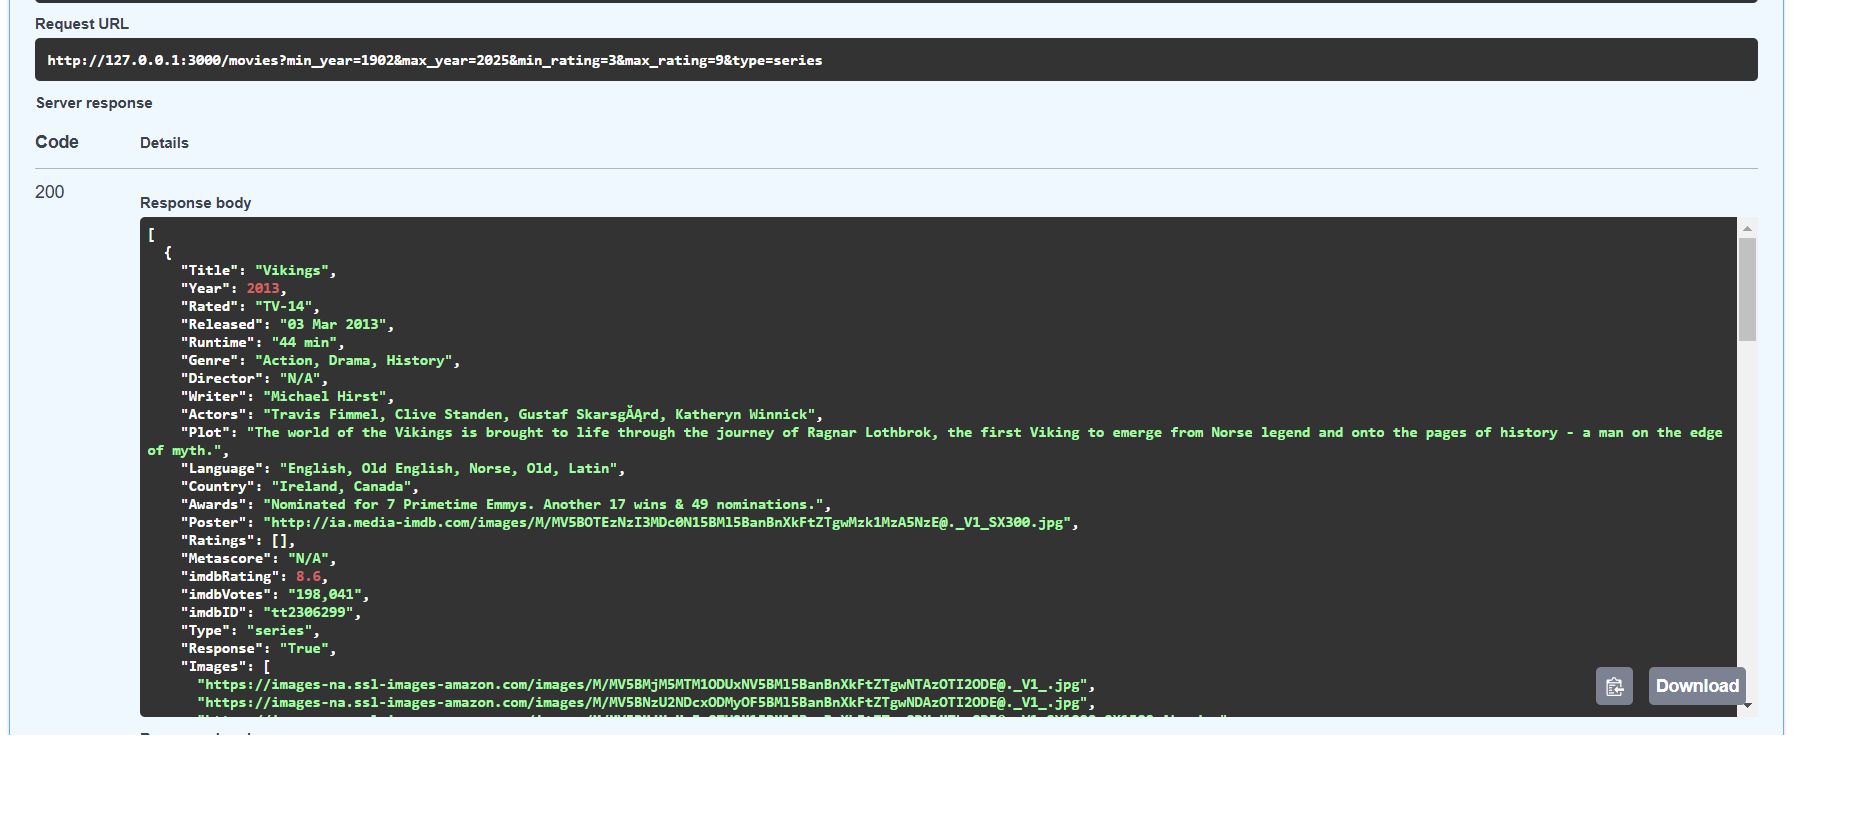 Request URL
http://127.0.0.1:3000/movies?min_year=1902&max_year=2025&min_rating=3&max_rating=9&type=series
Server response
Code Details
200
Response body
[
{
"Title": "Vikings",
"Year": 2013,
"Rated": "TV-14",
"Released": "03 Mar 2013",
"Runtime": "44 min",
"Genre": "Action, Drama, History",
"Director": "N/A",
"Writer": "Michael Hirst",
"Actors": "Travis Fimmel, Clive Standen, Gustaf SkarsgĂĄrd, Katheryn Winnick",
"Plot": "The world of the Vikings is brought to life through the journey of Ragnar Lothbrok, the first Viking to emerge from Norse legend and onto the pages of history - a man on the edge
of myth.",
"Language": "English, Old English, Norse, Old, Latin",
"Country": "Ireland, Canada",
"Awards": "Nominated for 7 Primetime Emmys. Another 17 wins & 49 nominations.",
"Poster": "http://ia.media-imdb.com/images/M/MV5BOTEzNzI3MDc0N15BMl5BanBnXkFtZTgwMzk1MzA5NzE@._V1_SX300.jpg",
"Ratings": [],
"Metascore": "N/A",
"imdbRating": 8.6,
"imdbVotes": "198,041",
"imdbID": "tt2306299",
"Type": "series",
"Response": "True",
"Images": [
"https://images-na.ssl-images-amazon.com/images/M/MV5BMjM5MTM1ODUxNV5BMl5BanBnXkFtZTgwNTAzOTI2ODE@._V1_.jpg",
"https://images-na.ssl-images-amazon.com/images/M/MV5BNzU2NDcxODMyOF5BMl5BanBnXkFtZTgwNDAzOTI2ODE@._V1_.jpg",
Download